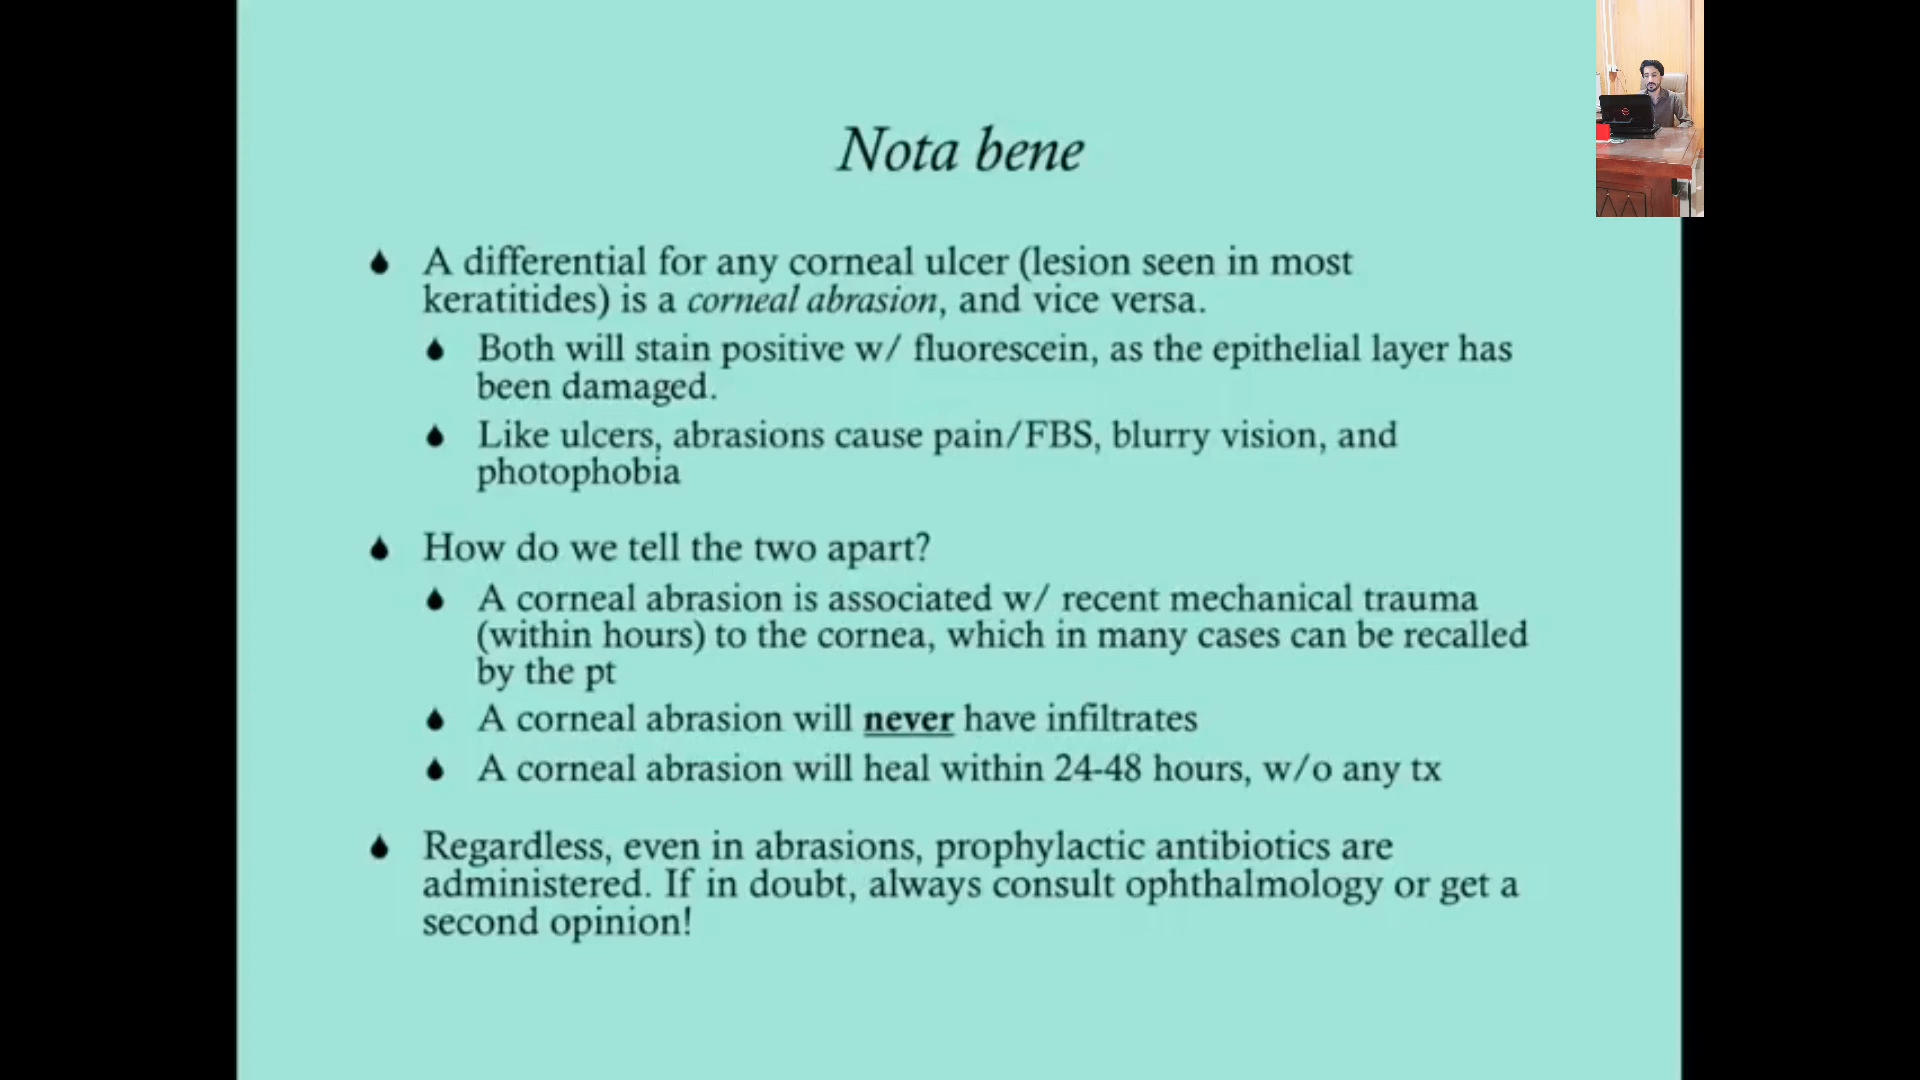 Nota bene
A differential for any corneal ulcer (lesion seen in most
keratitides) is a corneal abrasion, and vice versa.
Both will stain positive w/ fluorescein, as the epithelial layer has
been damaged.
Like ulcers, abrasions cause pain/FBS, blurry vision, and
photophobia
How do we tell the two apart?
A corneal abrasion is associated w/ recent mechanical trauma
(within hours) to the cornea, which in many cases can be recalled
by the pt
A corneal abrasion will never have infiltrates
A corneal abrasion will heal within 24-48 hours, w/o any tx
Regardless, even in abrasions, prophylactic antibiotics are
administered. If in doubt, always consult ophthalmology or get a
second opinion!